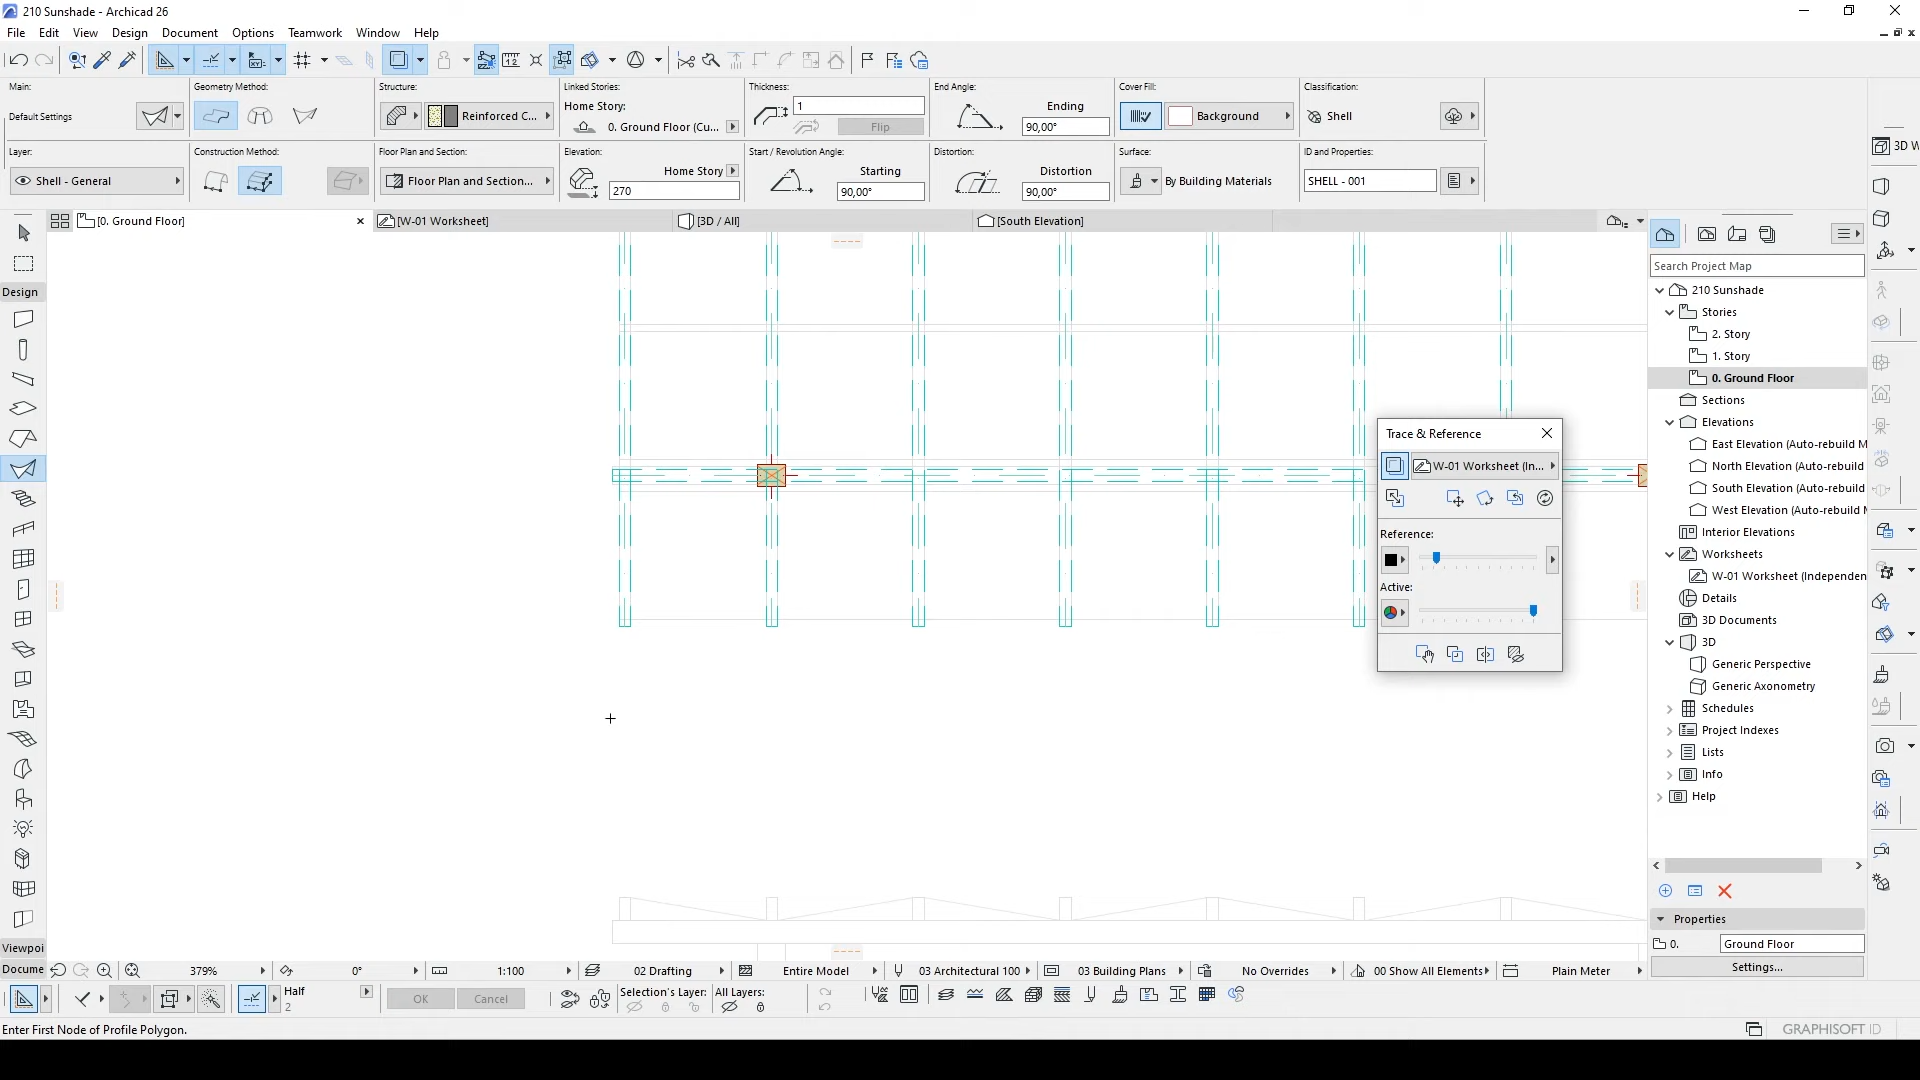 210 Sunshade - Archicad 26
File Edit View Design Document Options Teamwork Window Help
Main:
Default Settings
Geometry Method:
Structure:
Reinforced C...
Linked Stories:
Home Story:
0. Ground Floor (Cu...
Thickness:
1
Flip
End Angle:
Ending
90,00°
Cover Fill:
Background
Classification:
Shell
Layer:
Shell - General
Construction Method:
Floor Plan and Section:
Floor Plan and Section...
Elevation:
Home Story
270
Start / Revolution Angle:
Starting
90,00°
Distortion:
Distortion
90,00°
Surface:
By Building Materials
ID and Properties:
SHELL - 001
3D W
[0. Ground Floor]
[W-01 Worksheet]
[3D / All]
[South Elevation]
Design
Viewpoi
Docume
Trace & Reference
W-01 Worksheet (In...
Reference:
Active:
Search Project Map
210 Sunshade
Stories
2. Story
1. Story
0. Ground Floor
Sections
Elevations
East Elevation (Auto-rebuild M
North Elevation (Auto-rebuild
South Elevation (Auto-rebuild
West Elevation (Auto-rebuild M
Interior Elevations
Worksheets
W-01 Worksheet (Independen
Details
3D Documents
3D
Generic Perspective
Generic Axonometry
Schedules
Project Indexes
Lists
Info
Help
Properties
0.
Ground Floor
Settings...
379%
0°
1:100
02 Drafting
Entire Model
03 Architectural 100
03 Building Plans
No Overrides
00 Show All Elements
Plain Meter
Half
2
OK
Cancel
Selection's Layer:
All Layers:
Enter First Node of Profile Polygon.
GRAPHISOFT ID